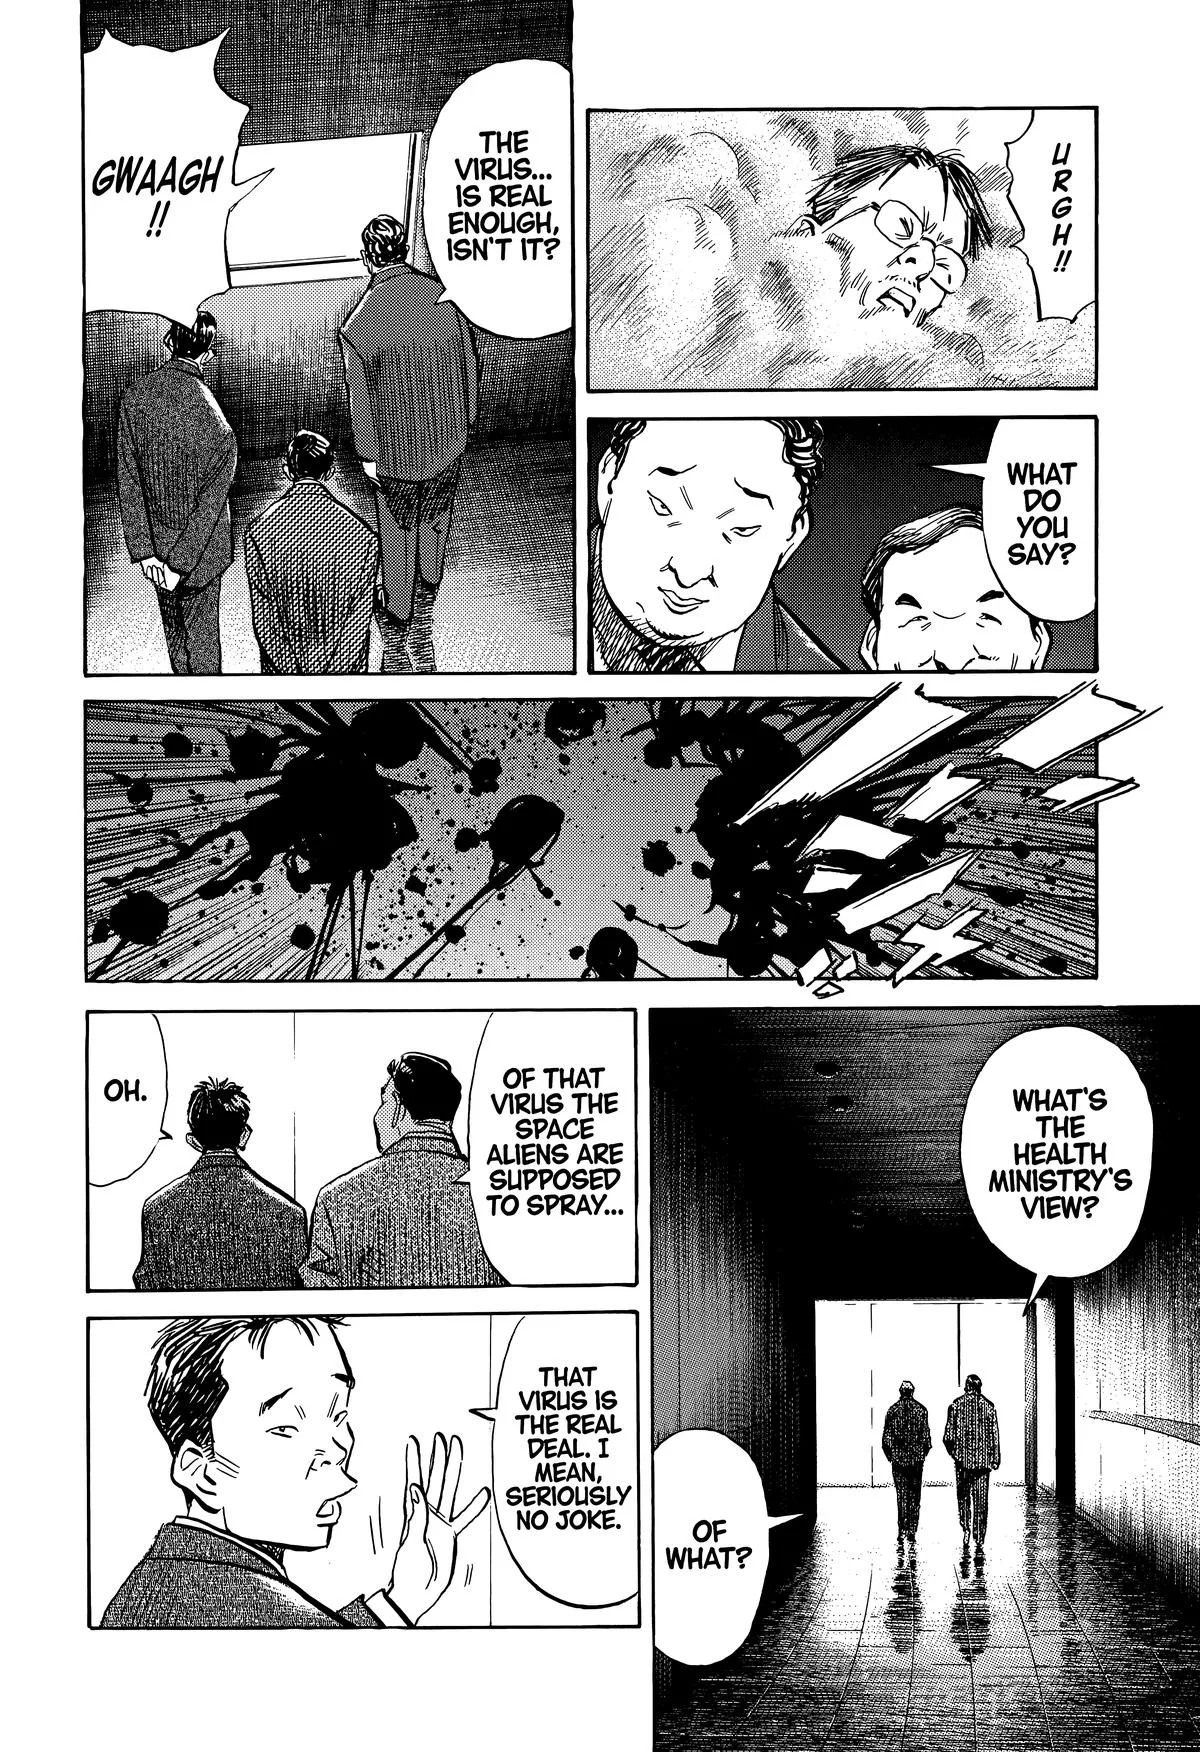 URGH!!
WHAT
DO
YOU
SAY?
THE
VIRUS...
IS REAL
ENOUGH,
ISN'T IT?
GWAAGH
!!
WHAT'S
THE
HEALTH
MINISTRY'S
VIEW?
OF
WHAT?
OF THAT
VIRUS THE
SPACE
ALIENS ARE
SUPPOSED
TO SPRAY...
OH.
THAT
VIRUS IS
THE REAL
DEAL. I
MEAN,
SERIOUSLY
NO JOKE.